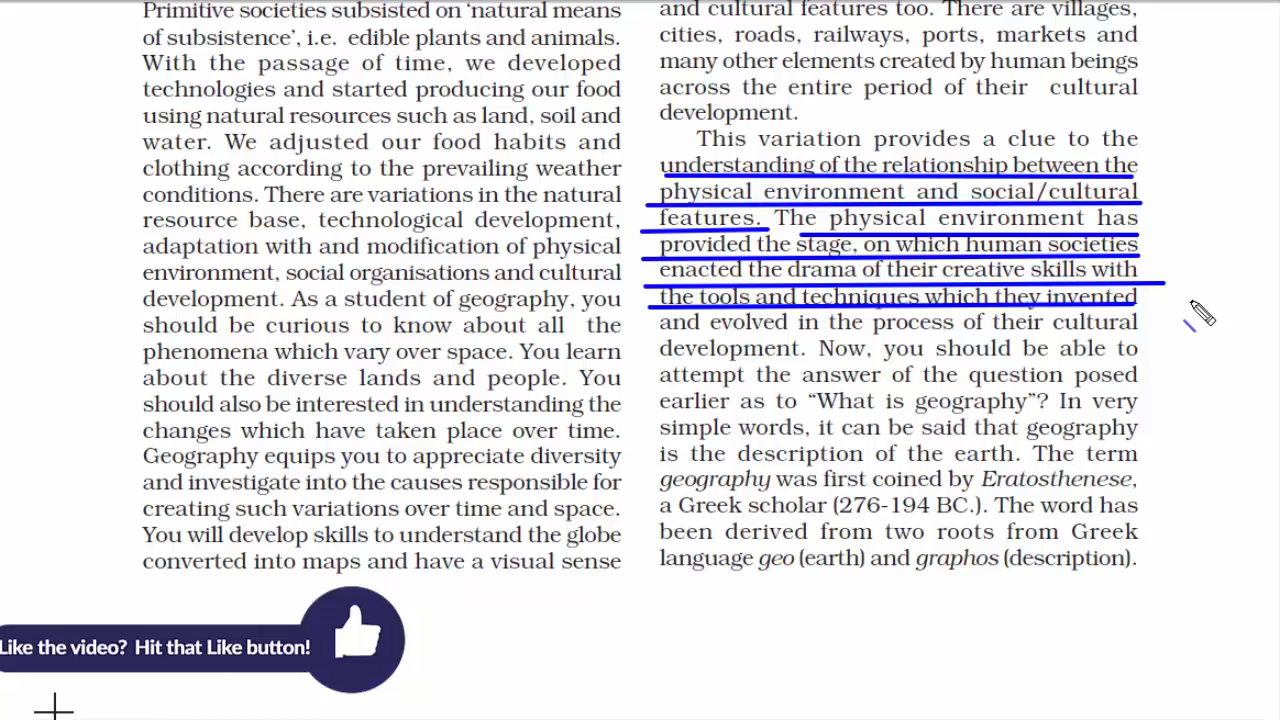 Primitive societies subsisted on ‘natural means
of subsistence’, i.e. edible plants and animals.
With the passage of time, we developed
technologies and started producing our food
using natural resources such as land, soil and
water. We adjusted our food habits and
clothing according to the prevailing weather
conditions. There are variations in the natural
resource base, technological development,
adaptation with and modification of physical
environment, social organisations and cultural
development. As a student of geography, you
should be curious to know about all the
phenomena which vary over space. You learn
about the diverse lands and people. You
should also be interested in understanding the
changes which have taken place over time.
Geography equips you to appreciate diversity
and investigate into the causes responsible for
creating such variations over time and space.
You will develop skills to understand the globe
converted into maps and have a visual sense
and cultural features too. There are villages,
cities, roads, railways, ports, markets and
many other elements created by human beings
across the entire period of their cultural
development.
This variation provides a clue to the
understanding of the relationship between the
physical environment and social/cultural
features. The physical environment has
provided the stage, on which human societies
enacted the drama of their creative skills with
the tools and techniques which they invented
and evolved in the process of their cultural
development. Now, you should be able to
attempt the answer of the question posed
earlier as to “What is geography”? In very
simple words, it can be said that geography
is the description of the earth. The term
geography was first coined by Eratosthenese,
a Greek scholar (276-194 BC.). The word has
been derived from two roots from Greek
language geo (earth) and graphos (description).
Like the video? Hit that Like button!